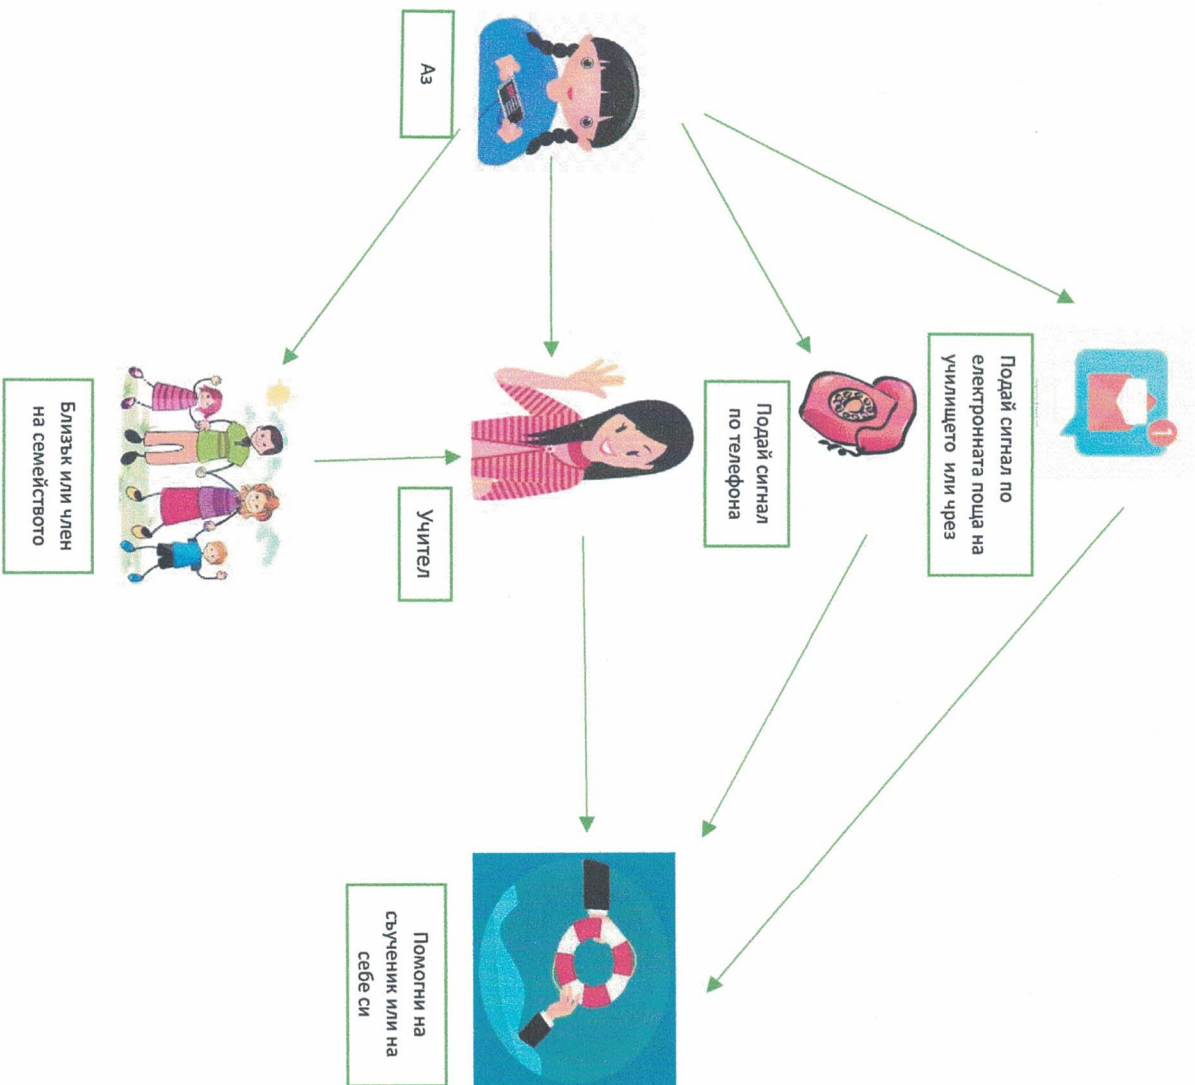 Аз
Подай сигнал по
електронната поща на
училището или чрез
1
Подай сигнал
по телефона
Учител
Близък или член
на семейството
Помогни на
съученик или на
себе си